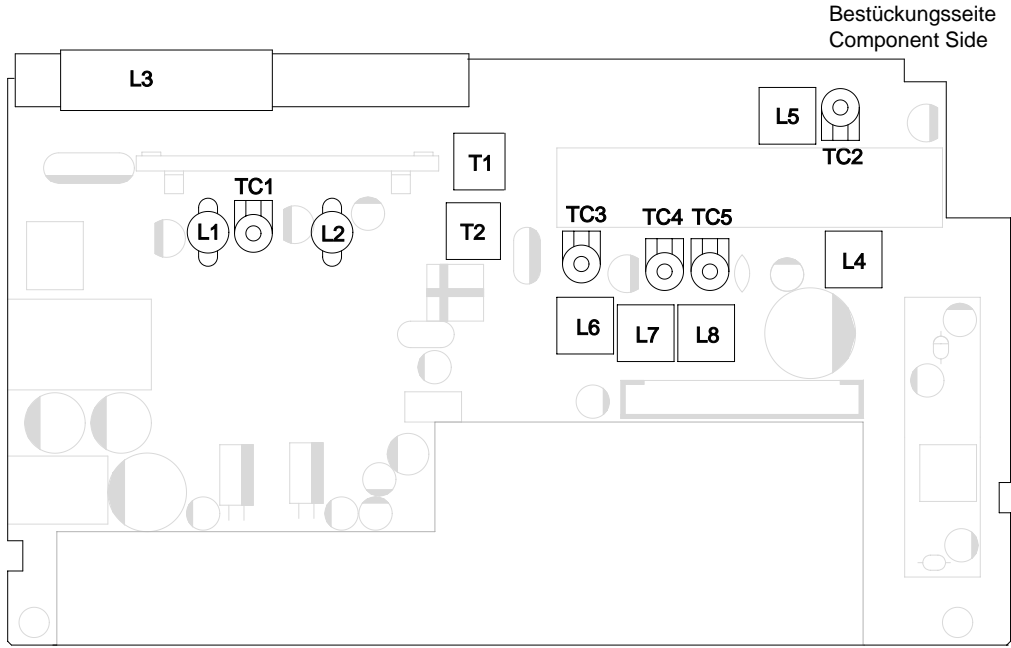 Bestückungsseite
Component Side
L3
L5
TC2
T1
TC1
L1
L2
T2
TC3
TC4
TC5
L4
L6
L7
L8